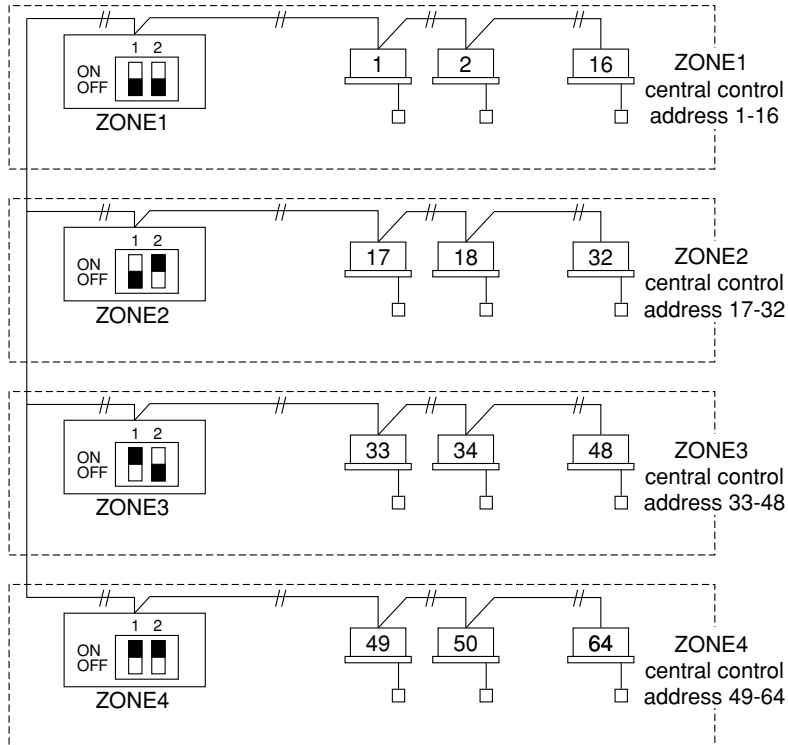 1 2
ON
OFF
ZONE1
1
2
16
ZONE1
central control
address 1-16
1 2
ON
OFF
ZONE2
17
18
32
ZONE2
central control
address 17-32
1 2
ON
OFF
ZONE3
33
34
48
ZONE3
central control
address 33-48
1 2
ON
OFF
ZONE4
49
50
64
ZONE4
central control
address 49-64